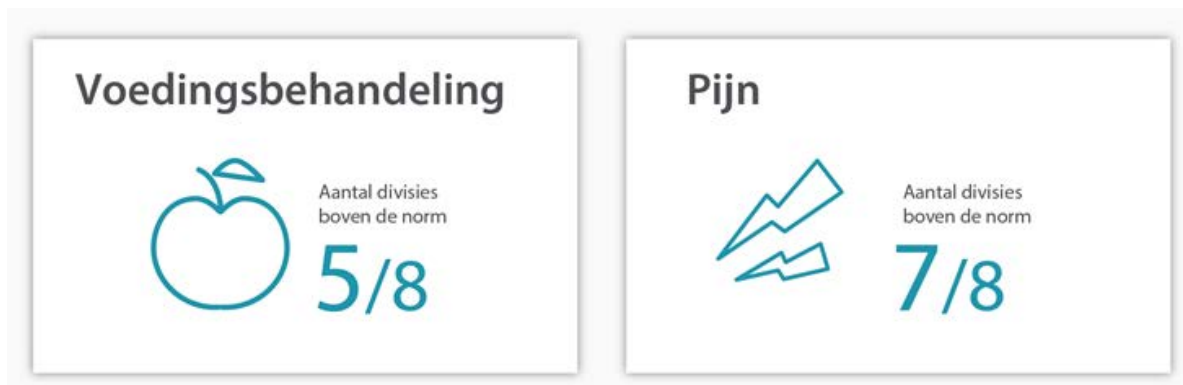 Voedingsbehandeling
Aantal divisies
boven de norm
5/8
Pijn
Aantal divisies
boven de norm
7/8